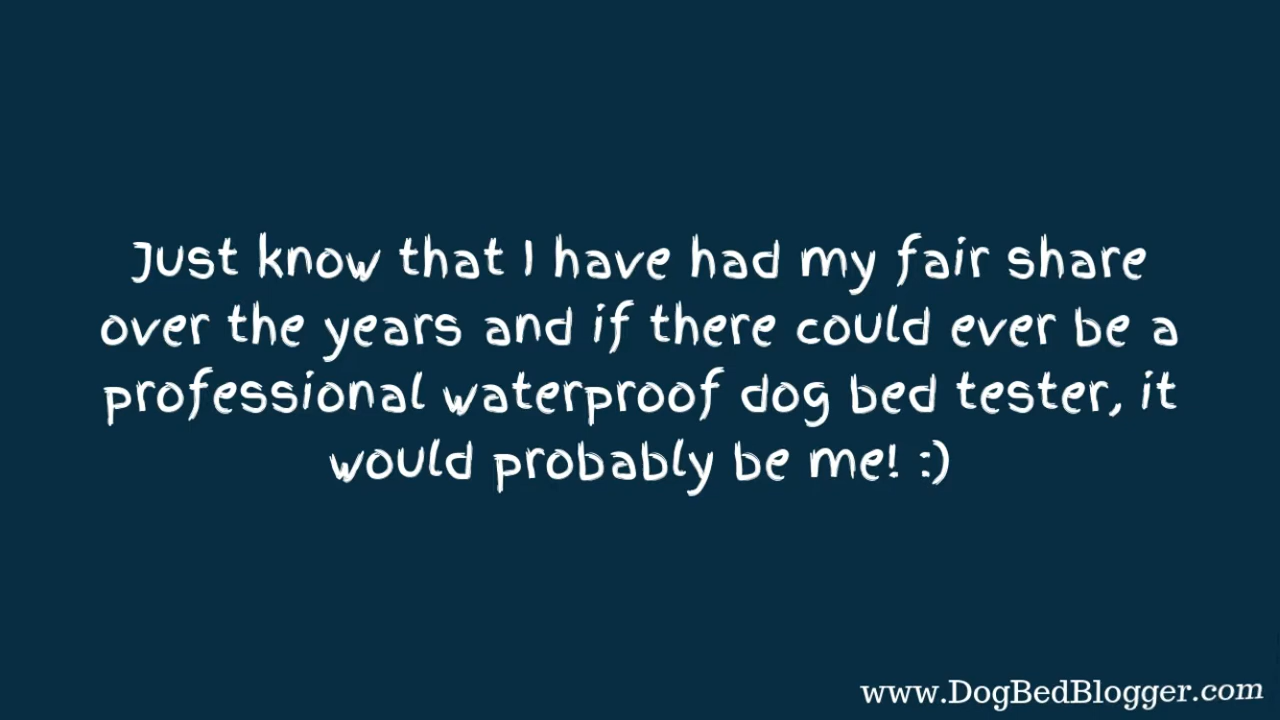 Just know that I have had my fair share
over the years and if there could ever be a
professional waterproof dog bed tester, it
would probably be me! :)
www.DogBedBlogger.com